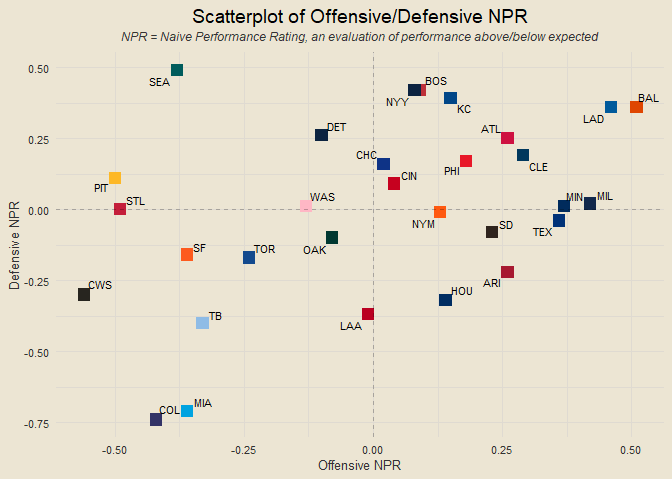 Scatterplot of Offensive/Defensive NPR
NPR = Naive Performance Rating, an evaluation of performance above/below expected
0.50
SEA
BOS
NYY
KC
LAD
BAL
0.25
DET
ATL
CHC
PHI
CLE
CIN
PIT
STL
WAS
MIN
MIL
0.00
NYM
SD
TEX
OAK
SF
TOR
ARI
-0.25
CWS
HOU
TB
LAA
-0.50
COL
MIA
-0.75
Defensive NPR
-0.50
-0.25
0.00
0.25
0.50
Offensive NPR